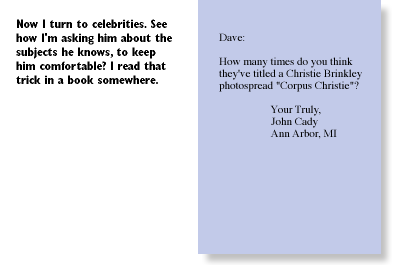 Now I turn to celebrities. See
how I'm asking him about the
subjects he knows, to keep
him comfortable? I read that
trick in a book somewhere.
Dave:
How many times do you think
they've titled a Christie Brinkley
photospread "Corpus Christie"?
Your Truly,
John Cady
Ann Arbor, MI